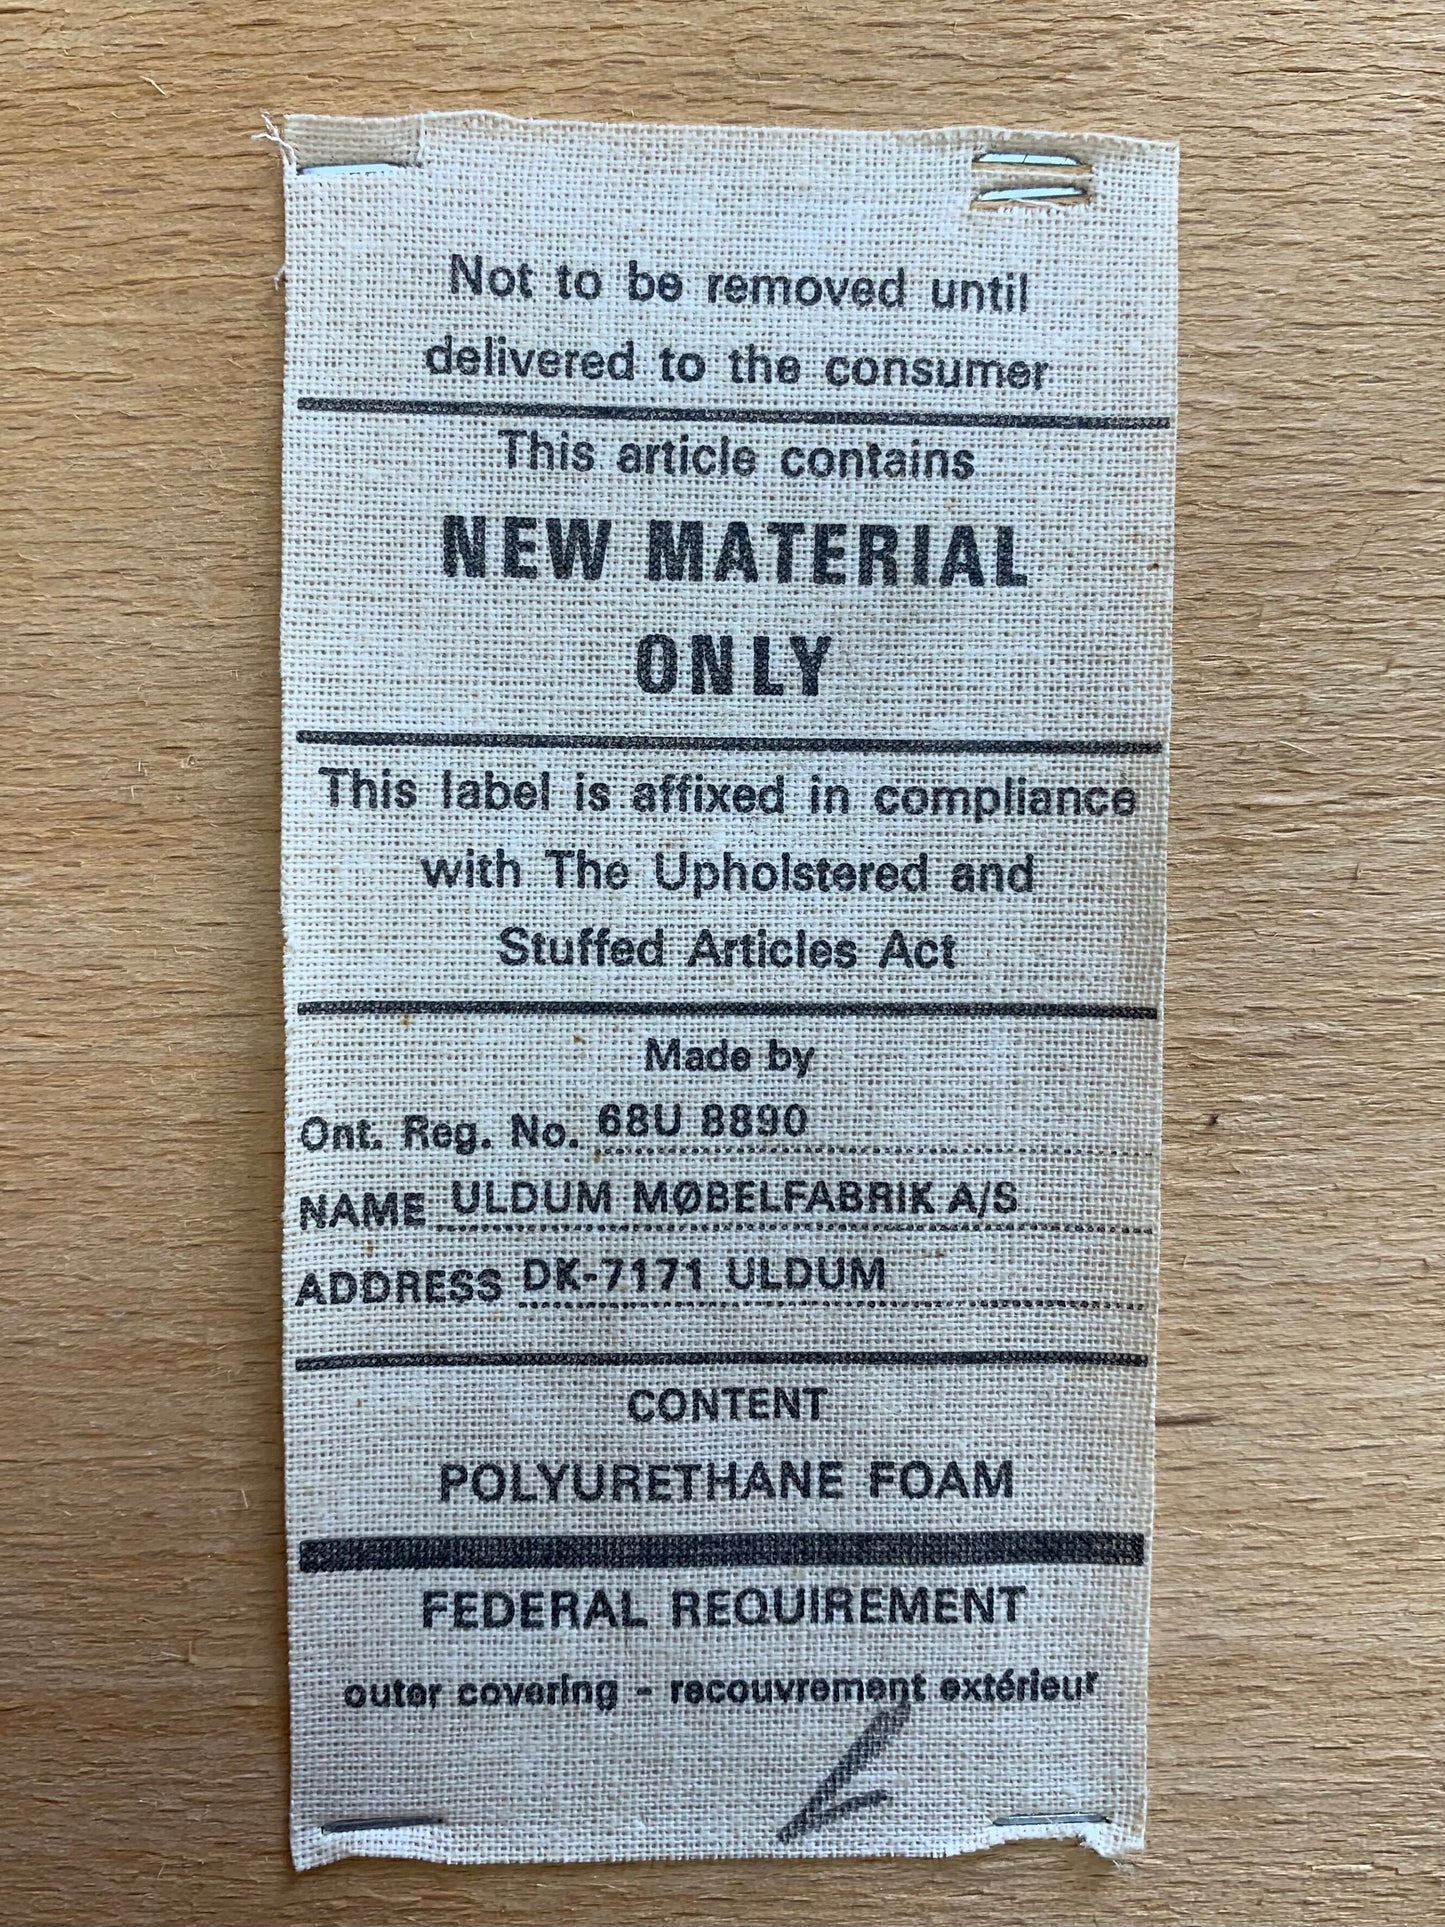 Not to be removed until
delivered to the consumer
This article contains
NEW MATERIAL
ONLY
This label is affixed in compliance
with The Upholstered and
Stuffed Articles Act
Made by
Ont. Reg. No. 68U 8890
NAME ULDUM MØBELFABRIK A/S
ADDRESS DK-7171 ULDUM
CONTENT
POLYURETHANE FOAM
FEDERAL REQUIREMENT
outer covering - recouvrement extérieur